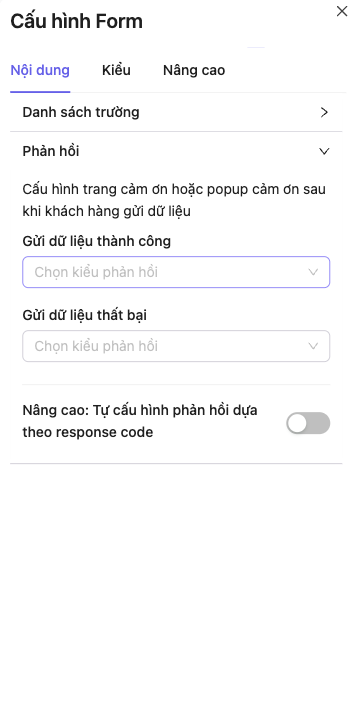 Cấu hình Form
Nội dung Kiểu Nâng cao
Danh sách trường
Phản hồi
Cấu hình trang cảm ơn hoặc popup cảm ơn sau
khi khách hàng gửi dữ liệu
Gửi dữ liệu thành công
Chọn kiểu phản hồi
Gửi dữ liệu thất bại
Chọn kiểu phản hồi
Nâng cao: Tự cấu hình phản hồi dựa
theo response code